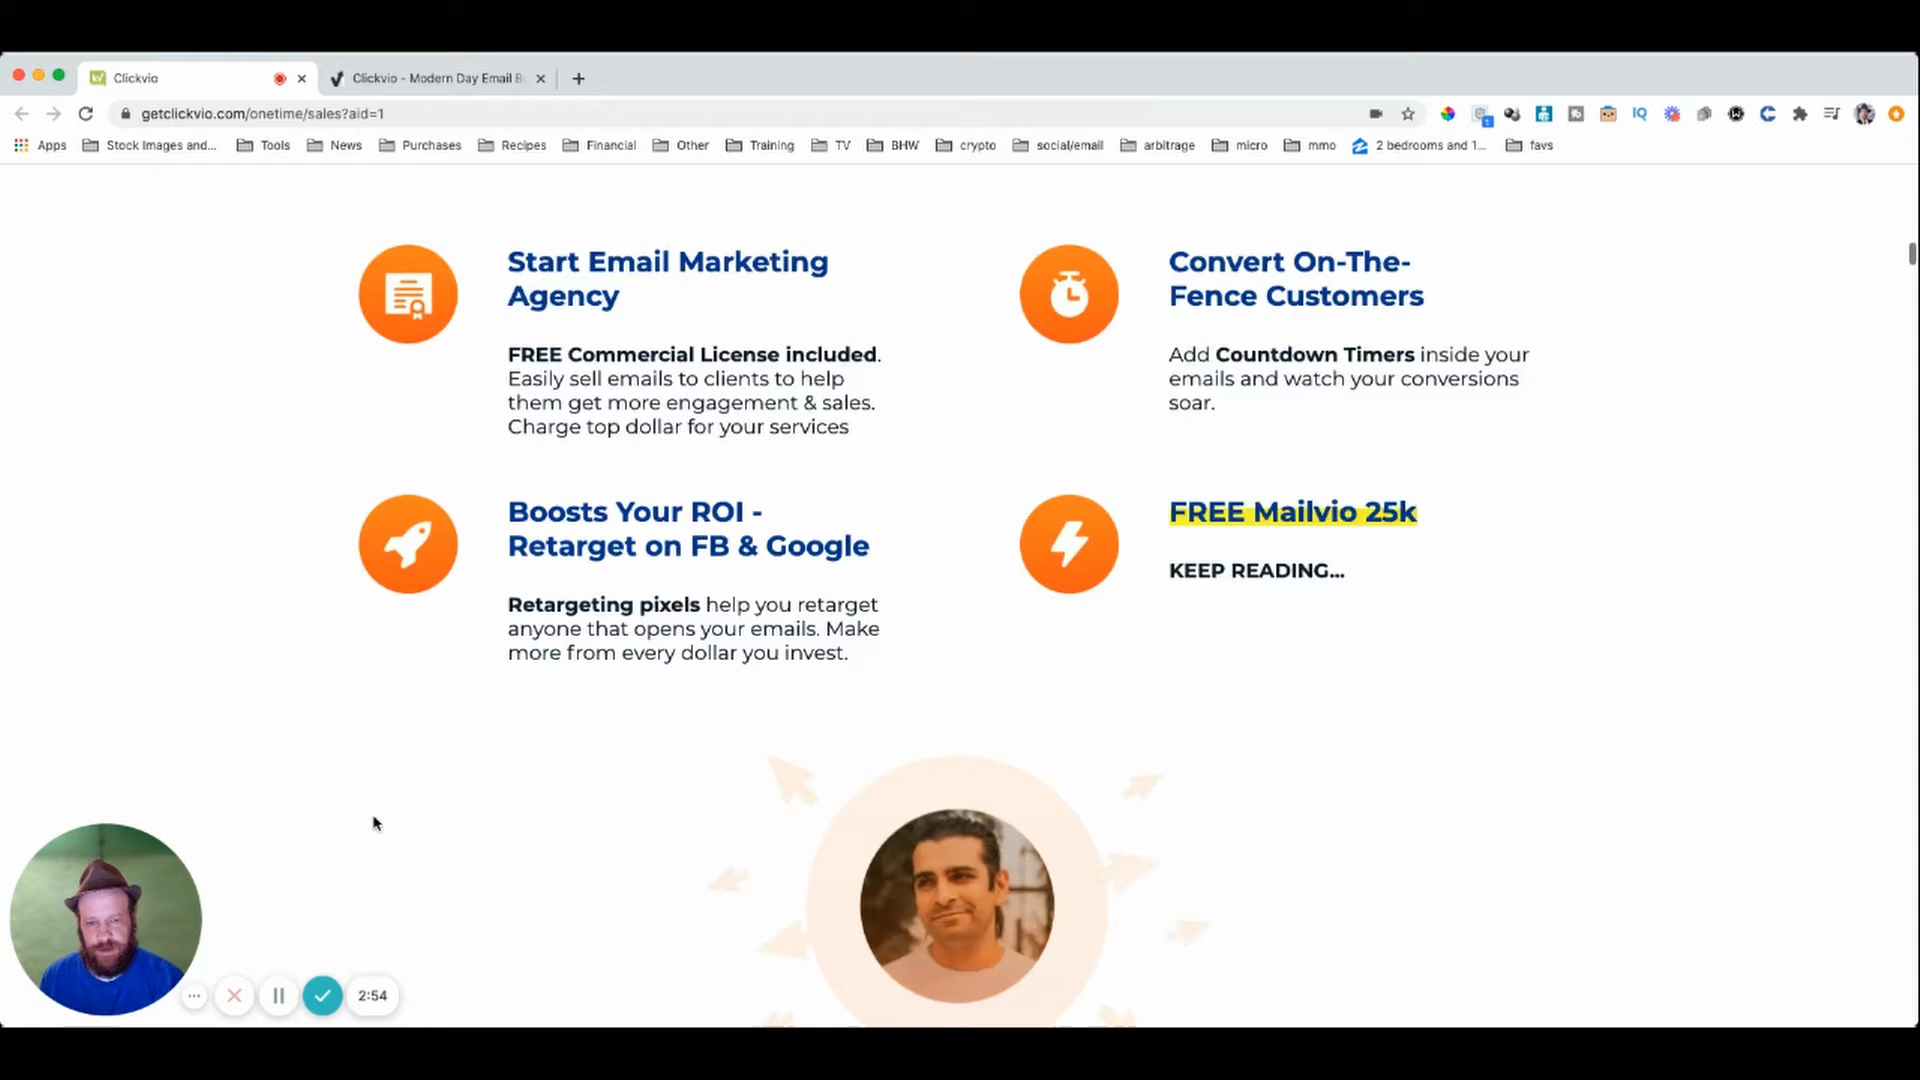 Clickvio
Clickvio - Modern Day Email B
getclickvio.com/onetime/sales?aid=1
Apps
Stock Images and...
Tools
News
Purchases
Recipes
Financial
Other
Training
TV
BHW
crypto
social/email
arbitrage
micro
mmo
2 bedrooms and 1...
favs
Start Email Marketing
Agency
FREE Commercial License included.
Easily sell emails to clients to help
them get more engagement & sales.
Charge top dollar for your services
Convert On-The-
Fence Customers
Add Countdown Timers inside your
emails and watch your conversions
soar.
Boosts Your ROI -
Retarget on FB & Google
Retargeting pixels help you retarget
anyone that opens your emails. Make
more from every dollar you invest.
FREE Mailvio 25k
KEEP READING...
2:54